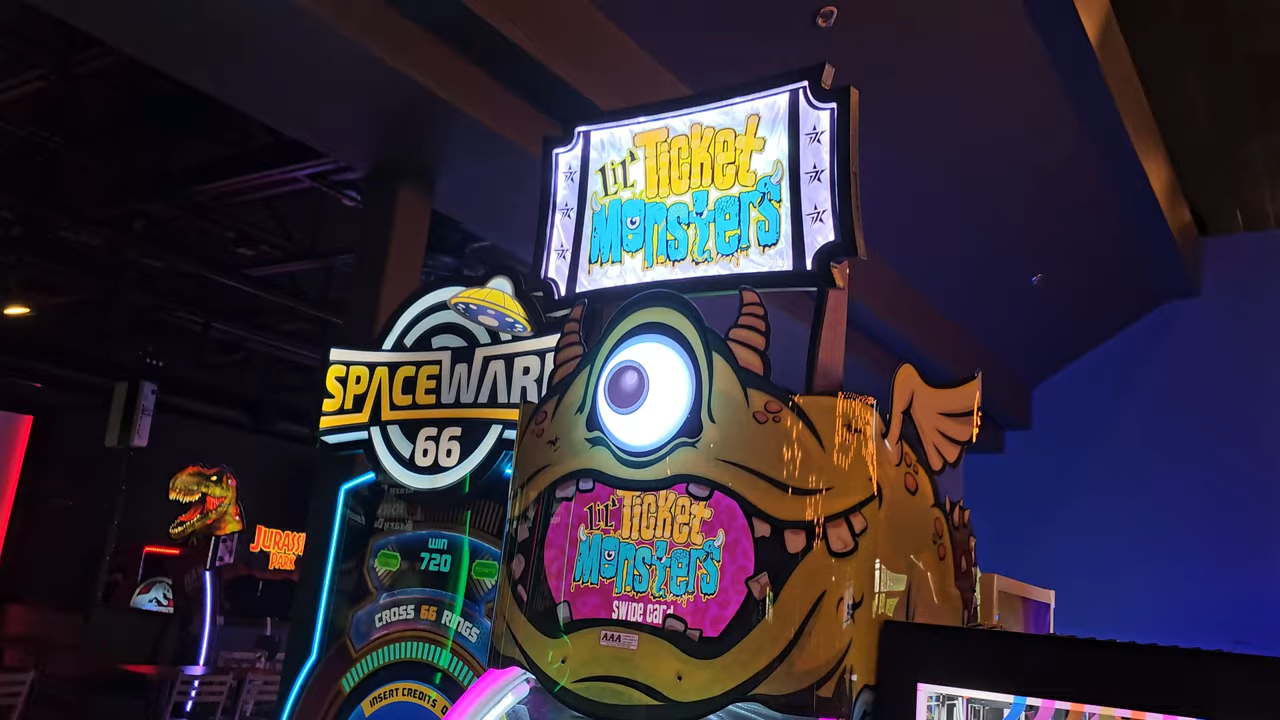 Lil' Ticket
Monsters
SPACEWARP
66
Lil' Ticket
Monsters
swipe card
AAA
WIN
720
CROSS 66 RINGS
INSERT CREDITS
JURASSIC
PARK